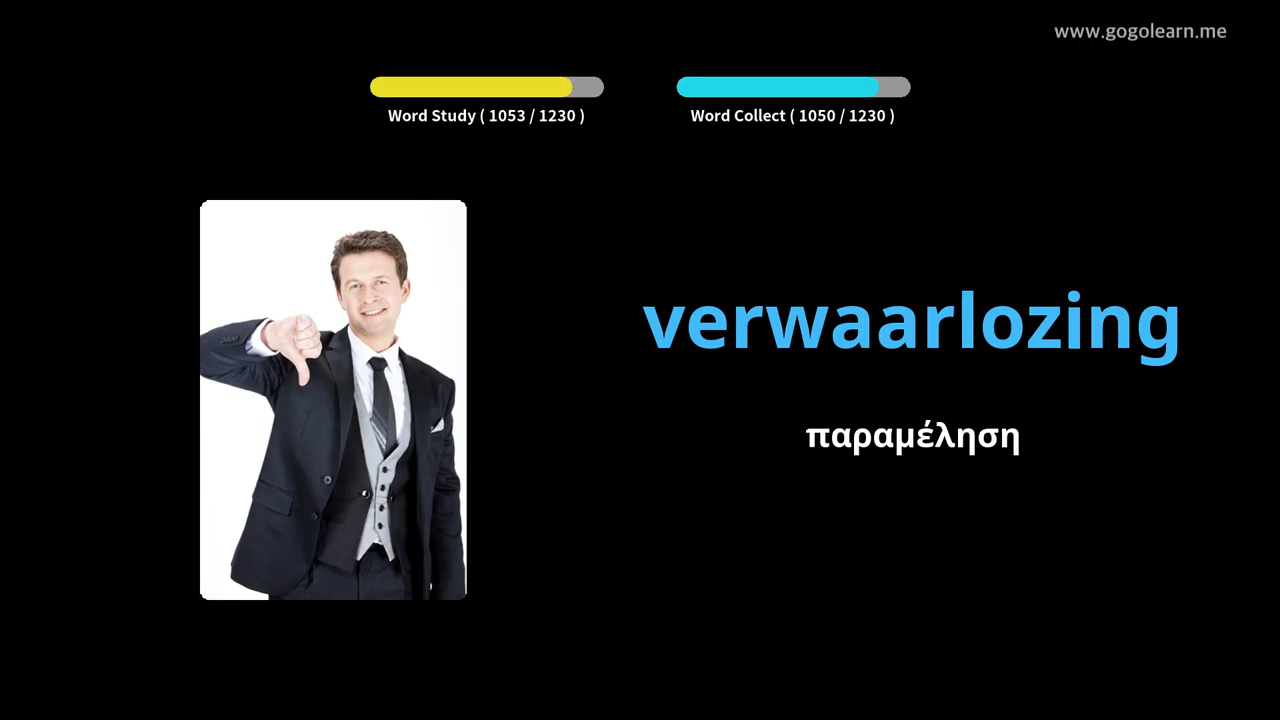 www.gogolearn.me
Word Study ( 1053 / 1230 )
Word Collect ( 1050 / 1230 )
verwaarlozing
παραμέληση